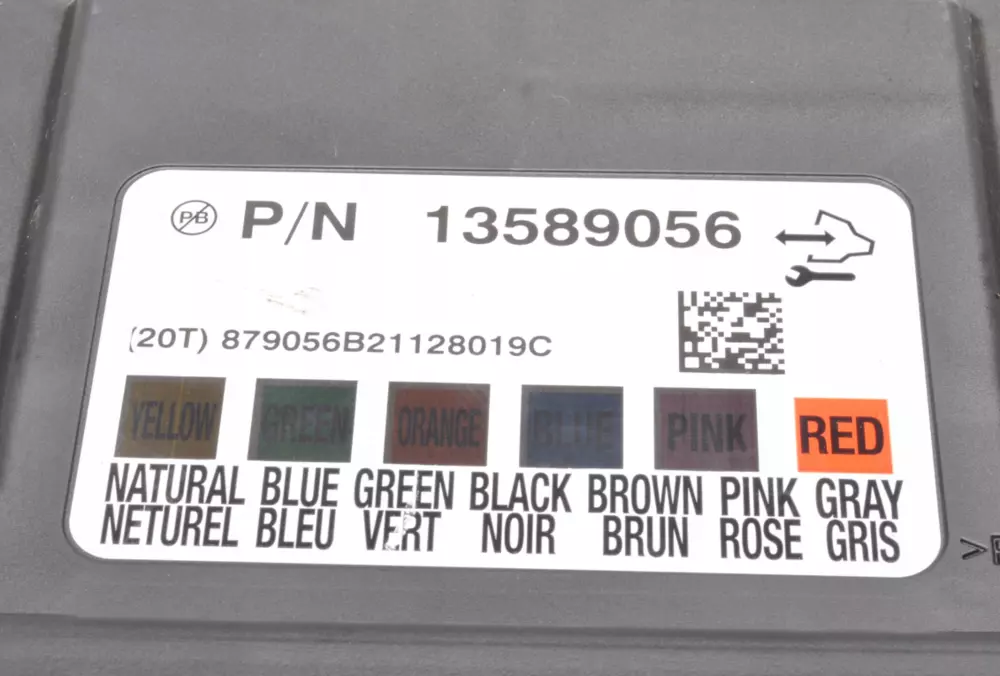 PB P/N 13589056
(20T) 879056B21128019C
YELLOW GREEN ORANGE BLUE PINK RED
NATURAL BLUE GREEN BLACK BROWN PINK GRAY
NETUREL BLEU VERT NOIR BRUN ROSE GRIS